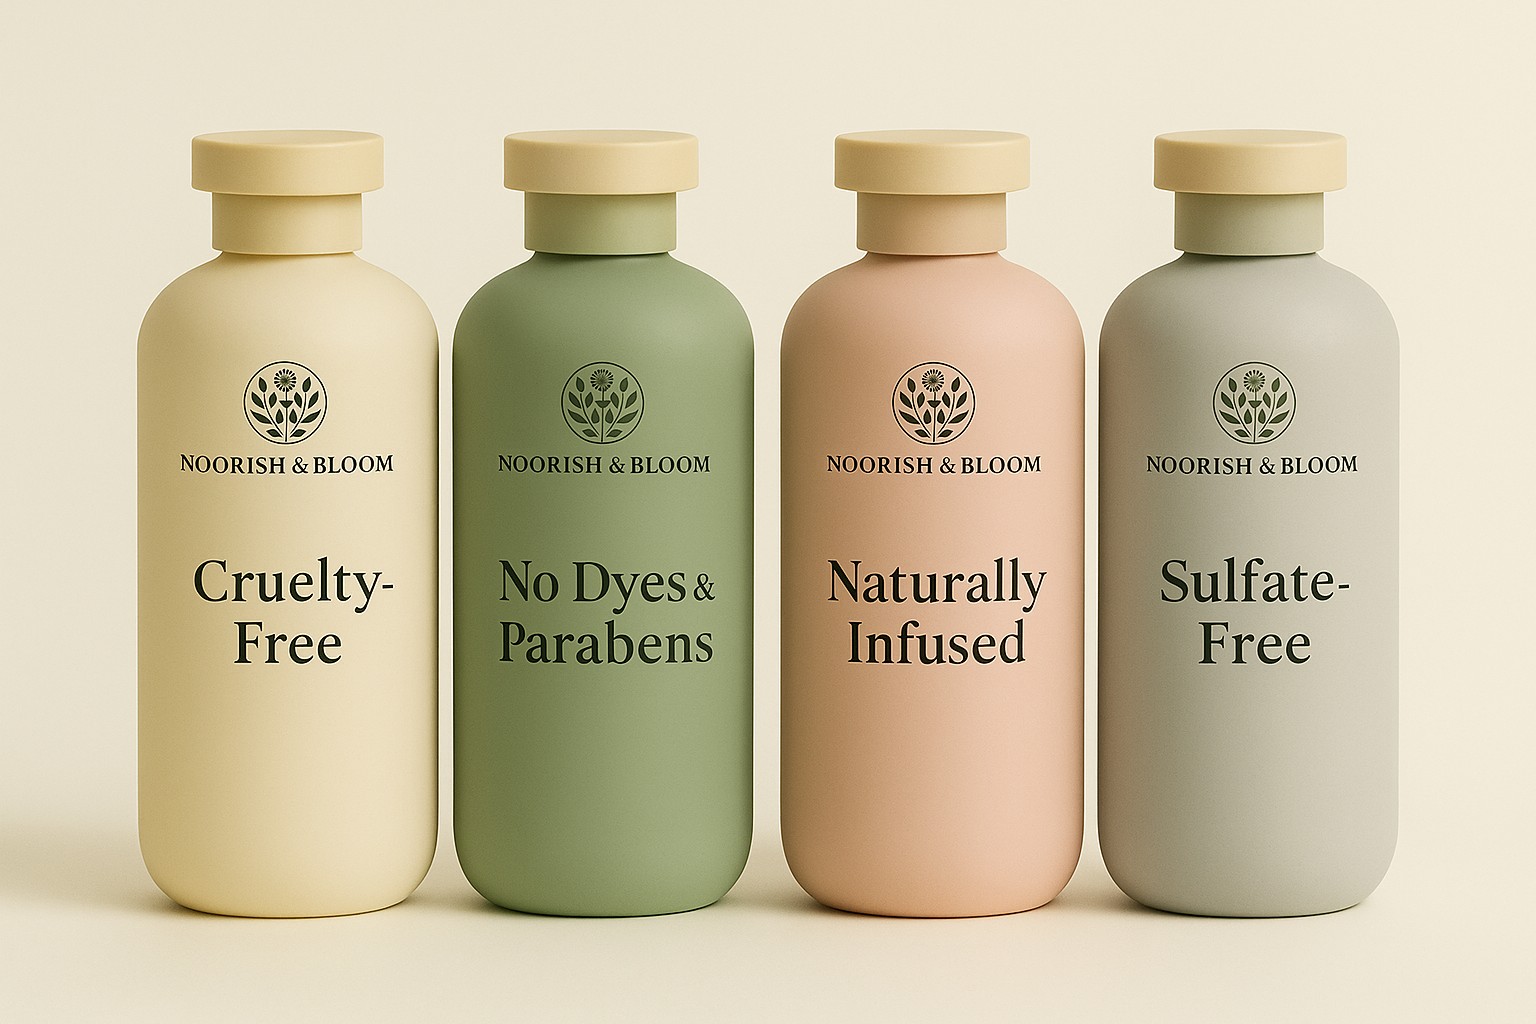 NOORISH & BLOOM
Cruelty-
Free
NOORISH & BLOOM
No Dyes &
Parabens
NOORISH & BLOOM
Naturally
Infused
NOORISH & BLOOM
Sulfate-
Free